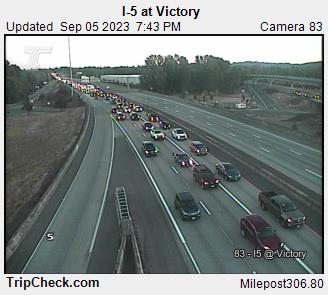 I-5 at Victory
Updated Sep 05 2023 7:43 PM Camera 83
S
83 - I5 @ Victory
TripCheck.com Milepost306.80